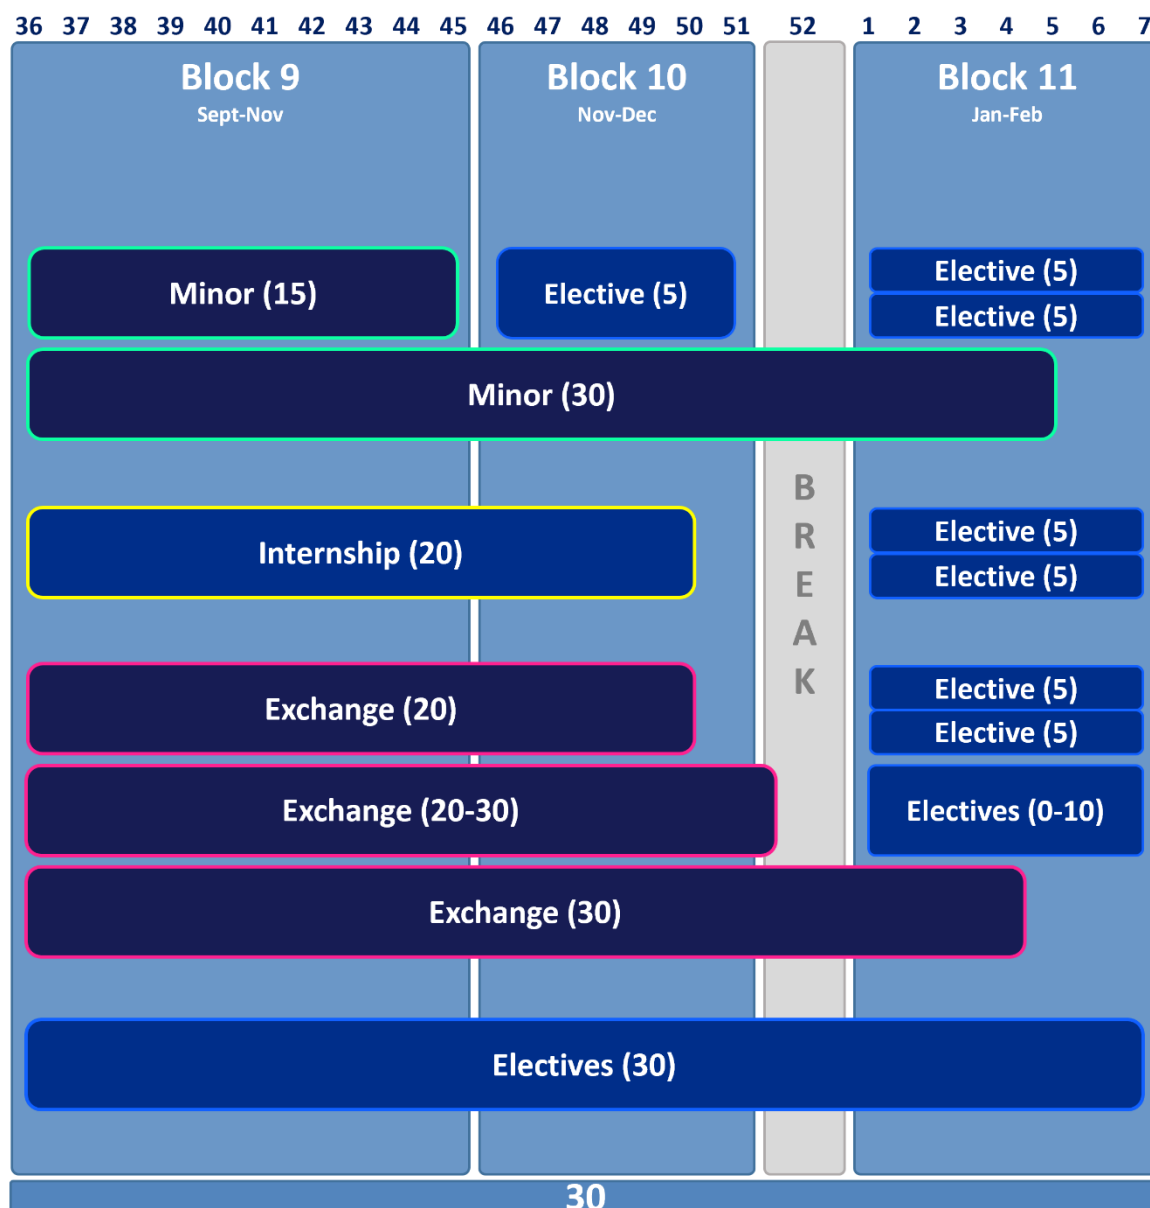 36 37 38 39 40 41 42 43 44 45 46 47 48 49 50 51 52 1 2 3 4 5 6 7
Block 9 Block 10 Block 11
Sept-Nov Nov-Dec Jan-Feb
Minor (15) Elective (5) Elective (5)
Elective (5)
Minor (30)
BREAK
Internship (20) Elective (5)
Elective (5)
Exchange (20) Elective (5)
Elective (5)
Exchange (20-30) Electives (0-10)
Exchange (30)
Electives (30)
30